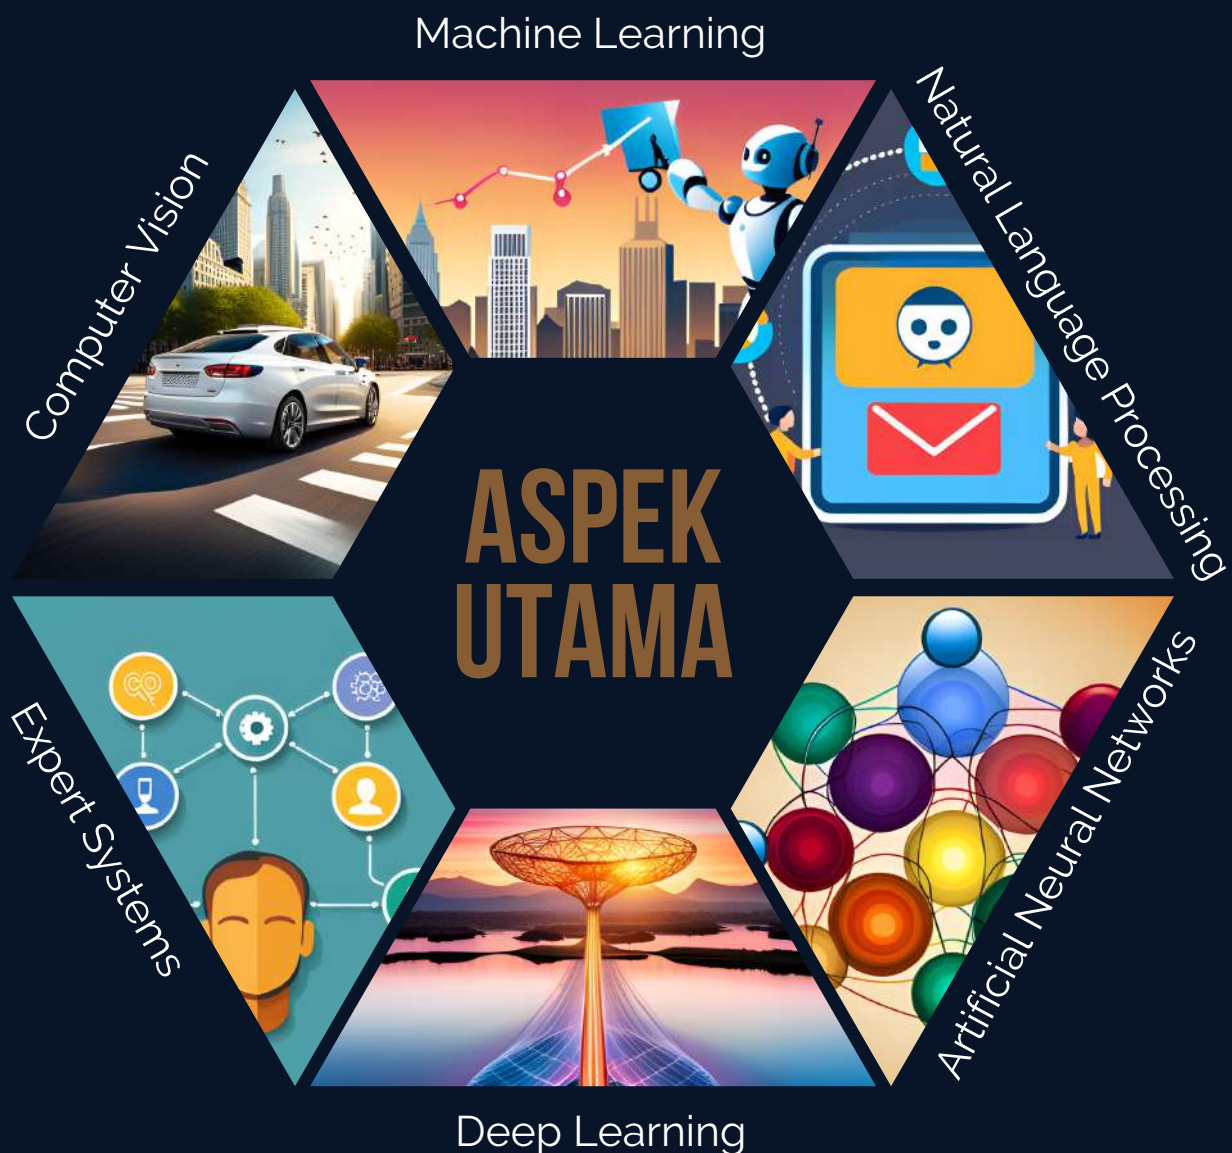 Machine Learning
Natural Language Processing
Computer Vision
ASPEK
UTAMA
Expert Systems
Artificial Neural Networks
Deep Learning